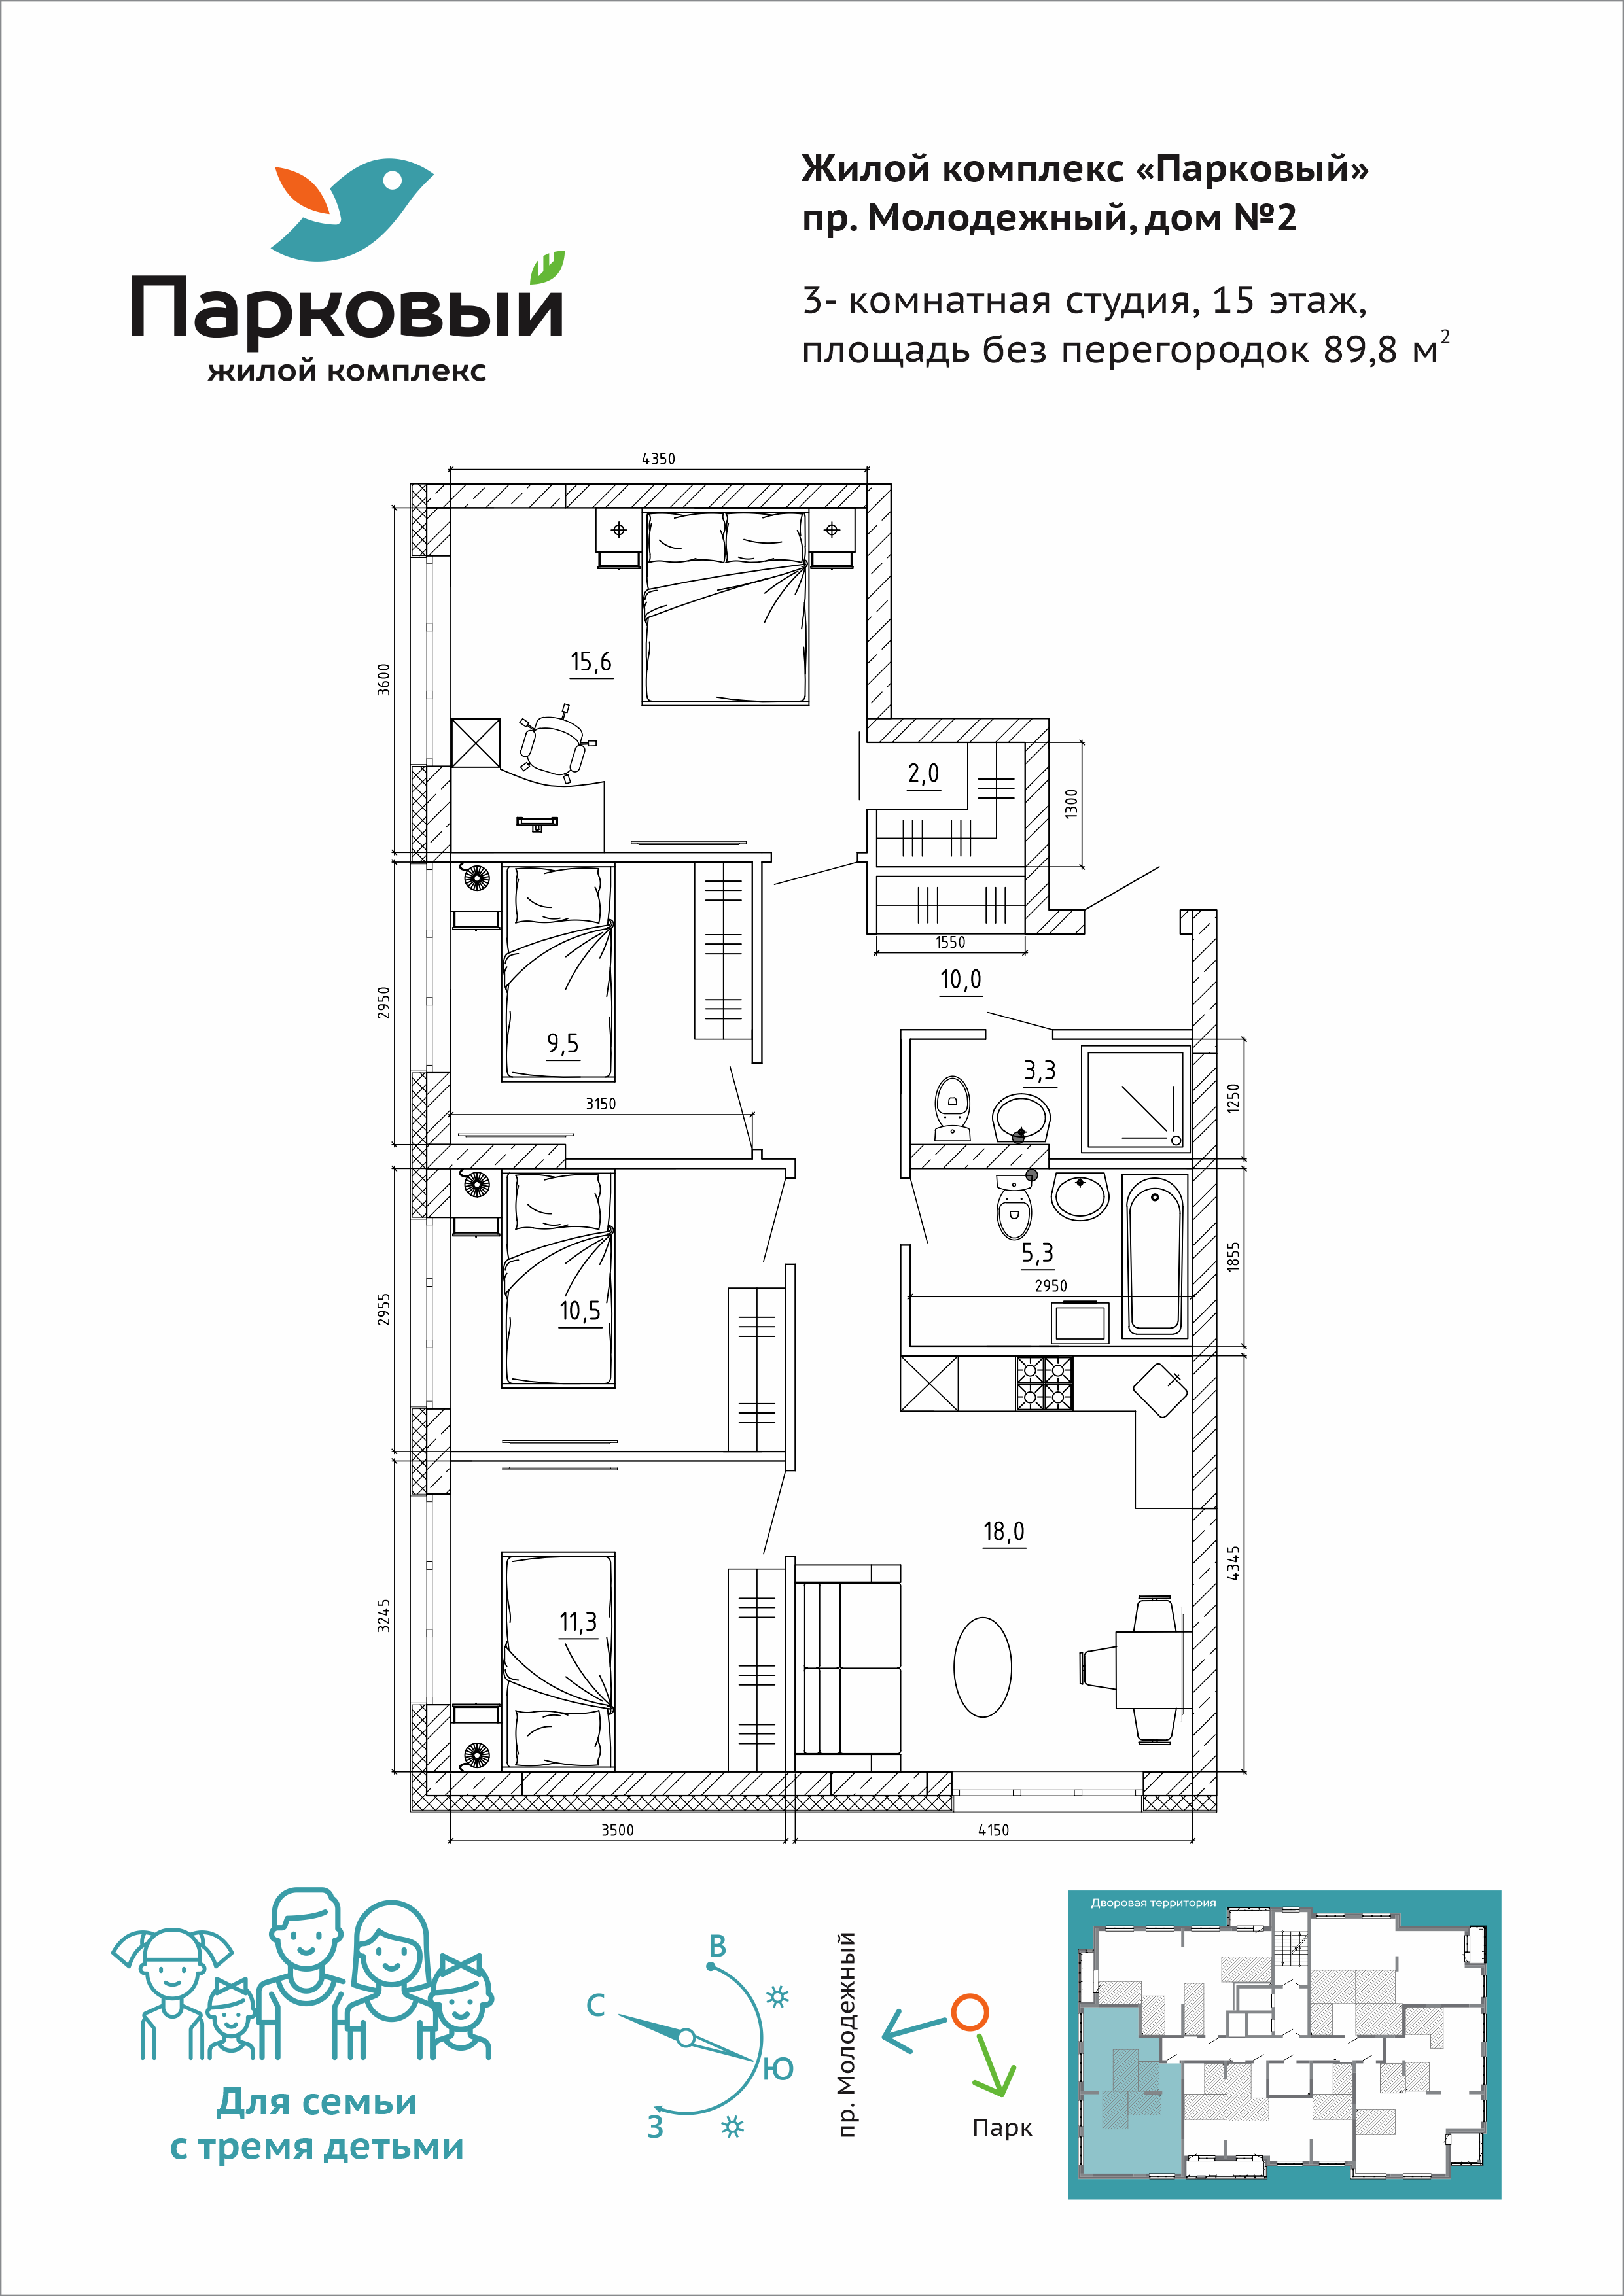 Парковый
жилой комплекс
Жилой комплекс «Парковый»
пр. Молодежный, дом №2
3- комнатная студия, 15 этаж,
площадь без перегородок 89,8 м²
4350
3600
15,6
2,0
1300
1550
10,0
2950
9,5
3150
3,3
1250
2955
10,5
5,3
2950
1855
18,0
4345
3245
11,3
3500
4150
Для семьи
с тремя детьми
В
С
Ю
З
пр. Молодежный
Парк
Дворовая территория